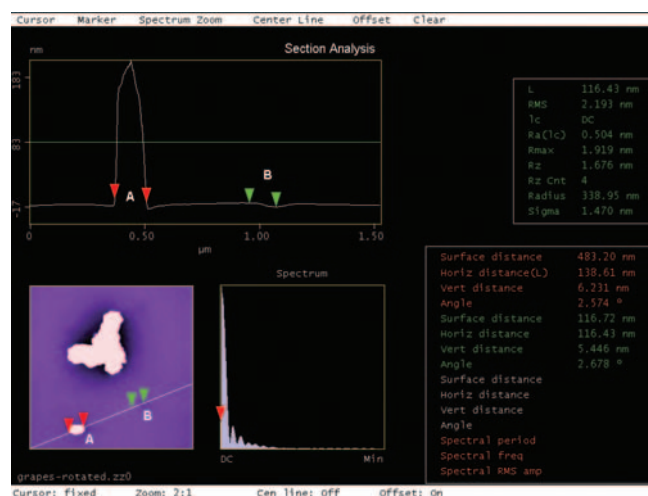 Cursor Marker Spectrum Zoom Center Line Offset Clear
Section Analysis
nm
183
83
-17
A
B
0 0.50 1.00 1.50
µm
L 116.43 nm
RMS 2.193 nm
lc DC
Ra(lc) 0.504 nm
Rmax 1.919 nm
Rz 1.676 nm
Rz Cnt 4
Radius 338.95 nm
Sigma 1.470 nm
Spectrum
DC Min
B
A
Surface distance 483.20 nm
Horiz distance(L) 138.61 nm
Vert distance 6.231 nm
Angle 2.574 °
Surface distance 116.72 nm
Horiz distance 116.43 nm
Vert distance 5.446 nm
Angle 2.678 °
Surface distance
Horiz distance
Vert distance
Angle
Spectral period
Spectral freq
Spectral RMS amp
grapes-rotated.zz0
Cursor: fixed Zoom: 2:1 Cen line: Off Offset: On